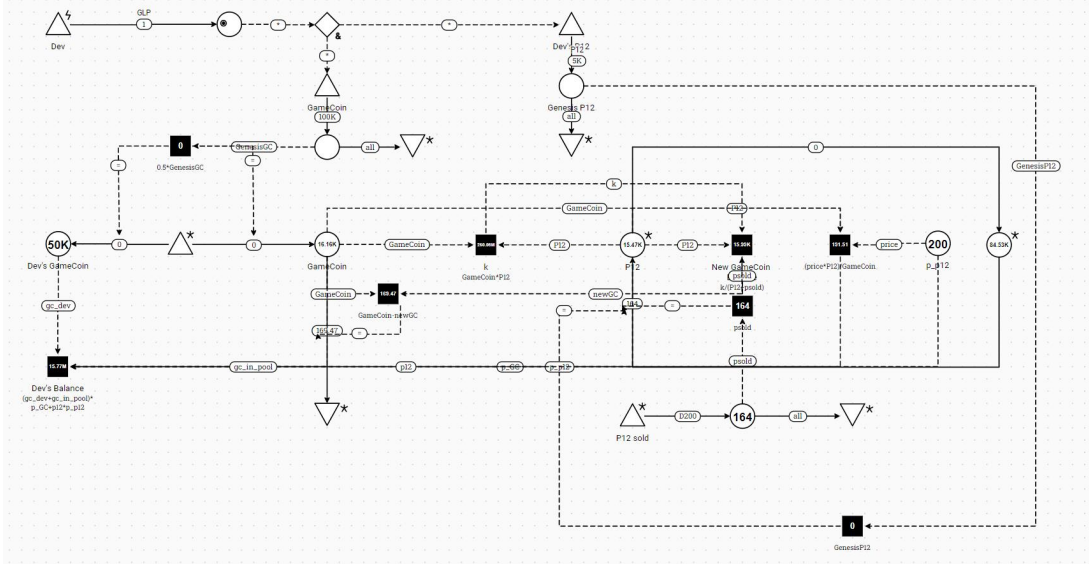 GLP
1
*
*
Dev
&
Dev's P12
P12
*
5K
GameCoin
100K
Genesis P12
all
0
GenesisGC
all
*
*
0
=
=
0.5*GenesisGC
GenesisP12
k
GameCoin
P12
50K
0
0
16.16K
GameCoin
P12
15.47K
*
P12
131.51
price
200
84.53K
*
Dev's GameCoin
GameCoin
k
GameCoin*P12
P12
New GameCoin
(price*P12)/GameCoin
p_p12
psold
k/(P12+psold)
gc_dev
GameCoin
169.47
newGC
164
=
164
=
GameCoin-newGC
psold
=
15.77M
gc_in_pool
p12
p_GC
p_p12
psold
Dev's Balance
(gc_dev+gc_in_pool)*
p_GC+p12*p_p12
*
*
D200
164
all
*
P12 sold
0
GenesisP12